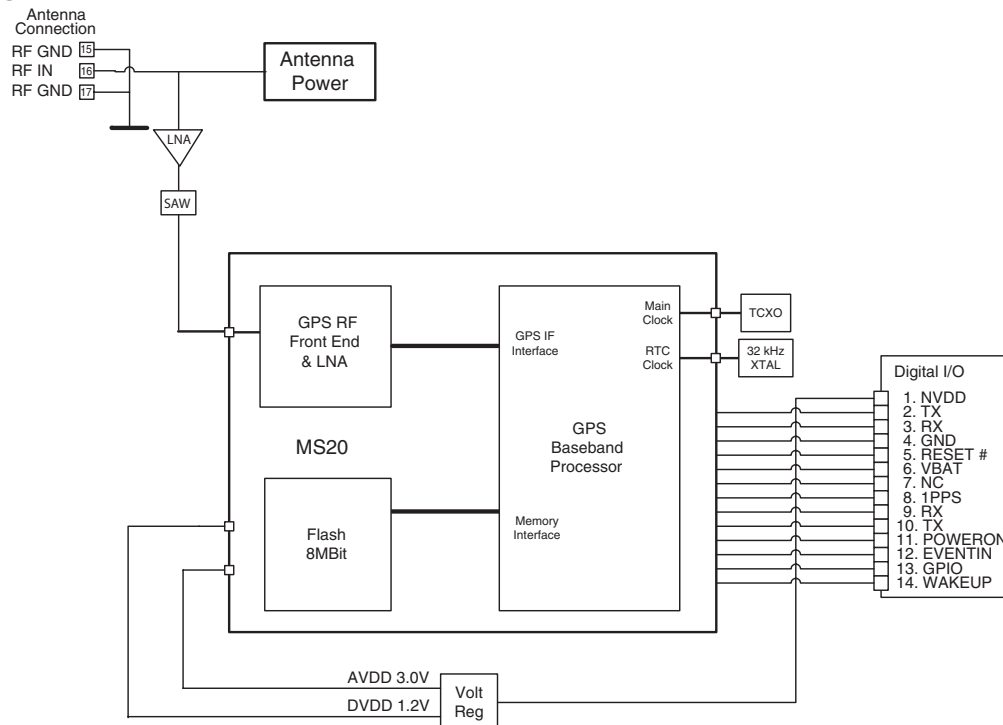 Antenna
Connection
RF GND 15
RF IN 16
RF GND 17
Antenna
Power
LNA
SAW
GPS RF
Front End
& LNA
GPS IF
Interface
Main
Clock
TCXO
RTC
Clock
32 kHz
XTAL
MS20
GPS
Baseband
Processor
Flash
8MBit
Memory
Interface
Digital I/O
1. NVDD
2. TX
3. RX
4. GND
5. RESET #
6. VBAT
7. NC
8. 1PPS
9. RX
10. TX
11. POWERON
12. EVENTIN
13. GPIO
14. WAKEUP
AVDD 3.0V
DVDD 1.2V
Volt
Reg